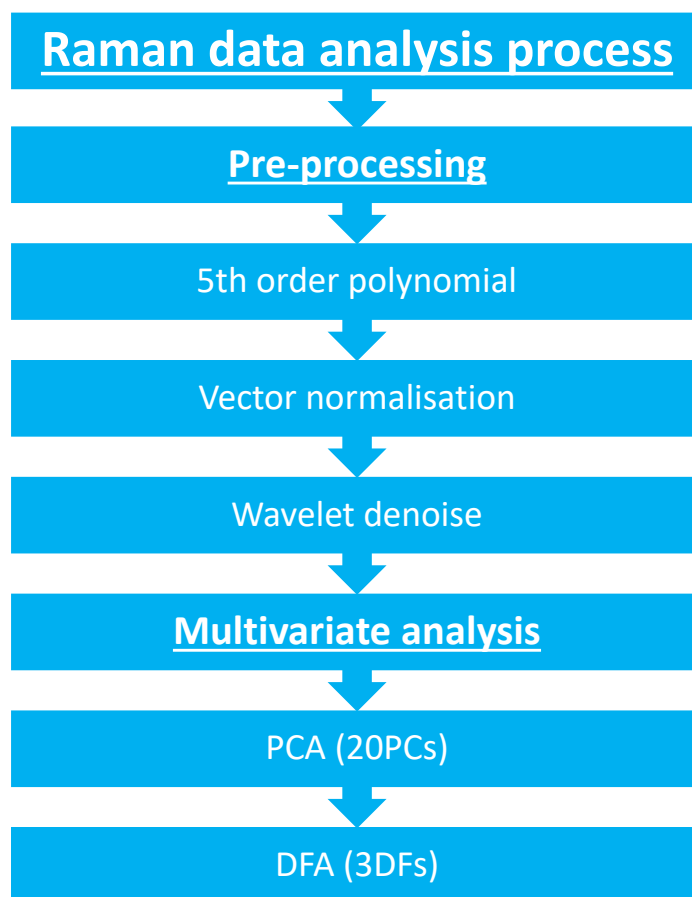 Raman data analysis process
Pre-processing
5th order polynomial
Vector normalisation
Wavelet denoise
Multivariate analysis
PCA (20PCs)
DFA (3DFs)